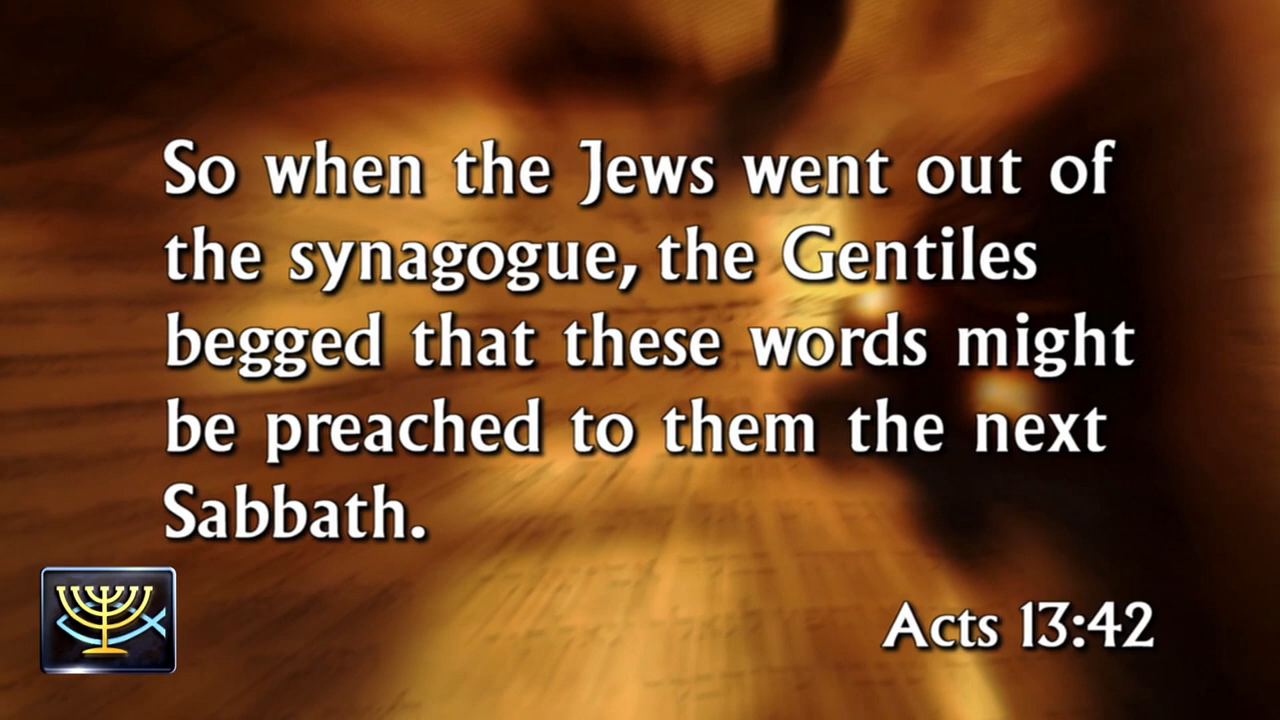 So when the Jews went out of
the synagogue, the Gentiles
begged that these words might
be preached to them the next
Sabbath.
Acts 13:42